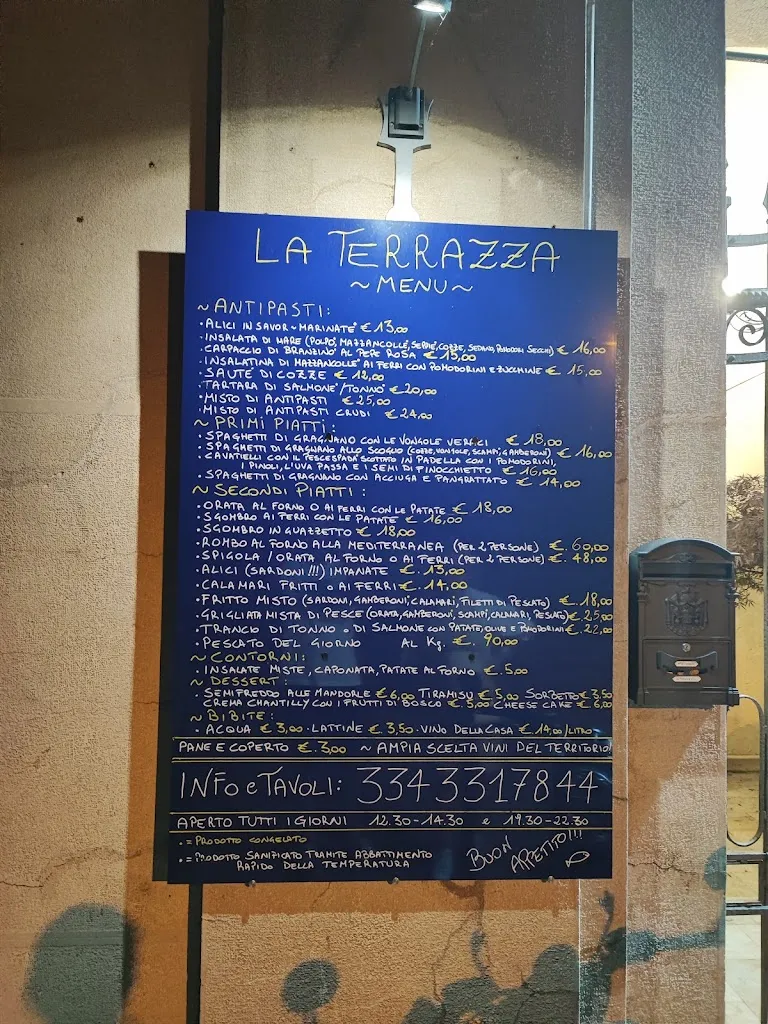 LA TERRAZZA
~ MENU ~
~ ANTIPASTI:
· ALICI IN SAVOR ~ MARINATE° € 13,00
· INSALATA DI MARE (POLPO°, MAZZANCOLLE°, SEPPIE°, COZZE, SEDANO, POMODORI SECCHI) € 16,00
· CARPACCIO DI BRANZINO° AL PEPE ROSA € 15,00
· INSALATINA DI MAZZANCOLLE° AI FERRI CON POMODORINI E ZUCCHINE € 15,00
· SAUTÈ DI COZZE € 12,00
· TARTARA DI SALMONE°/TONNO° € 20,00
· MISTO DI ANTIPASTI € 25,00
· MISTO DI ANTIPASTI CRUDI € 24,00
~ PRIMI PIATTI:
· SPAGHETTI DI GRAGNANO CON LE VONGOLE VERACI € 18,00
· SPAGHETTI DI GRAGNANO ALLO SCOGLIO (COZZE, VONGOLE, SCAMPI, GAMBERONI) € 16,00
· CAVATIELLI CON IL PESCESPADA SCOTTATO IN PADELLA CON I POMODORINI,
I PINOLI, L'UVA PASSA E I SEMI DI FINOCCHIETTO € 16,00
· SPAGHETTI DI GRAGNANO CON ACCIUGA E PANGRATTATO € 14,00
~ SECONDI PIATTI:
· ORATA AL FORNO O AI FERRI CON LE PATATE € 18,00
· SGOMBRO AI FERRI CON LE PATATE € 16,00
· SGOMBRO IN GUAZZETTO € 18,00
· ROMBO AL FORNO ALLA MEDITERRANEA (PER 2 PERSONE) €. 60,00
· SPIGOLA / ORATA AL FORNO O AI FERRI (PER 2 PERSONE) €. 48,00
· ALICI (SARDONI !!!) IMPANATE €. 13,00
· CALAMARI FRITTI O AI FERRI €. 14,00
· FRITTO MISTO (SARDONI, GAMBERONI, CALAMARI, FILETTI DI PESCATO) €. 18,00
· GRIGLIATA MISTA DI PESCE (ORATA, GAMBERONI, SCAMPI, CALAMARI, PESCATO) €. 25,00
· TRANCIO DI TONNO O DI SALMONE CON PATATE, OLIVE E POMODORINI €. 22,00
· PESCATO DEL GIORNO AL Kg. €. 90,00
~ CONTORNI:
· INSALATE MISTE, CAPONATA, PATATE AL FORNO €. 5,00
~ DESSERT:
· SEMIFREDDO ALLE MANDORLE € 6,00 TIRAMISU €. 5,00 SORBETTO €. 3,50
CREMA CHANTILLY CON I FRUTTI DI BOSCO €. 5,00 CHEESE CAKE €. 6,00
~ BIBITE:
· ACQUA € 3,00 · LATTINE €. 3,50 · VINO DELLA CASA €. 14,00/LITRO
PANE E COPERTO €. 3,00 ~ AMPIA SCELTA VINI DEL TERRITORIO!
INFO e TAVOLI: 3343317844
APERTO TUTTI I GIORNI 12.30-14.30 e 19.30-22.30
· = PRODOTTO CONGELATO
· = PRODOTTO SANIFICATO TRAMITE ABBATTIMENTO
RAPIDO DELLA TEMPERATURA
BUON APPETITO!!!